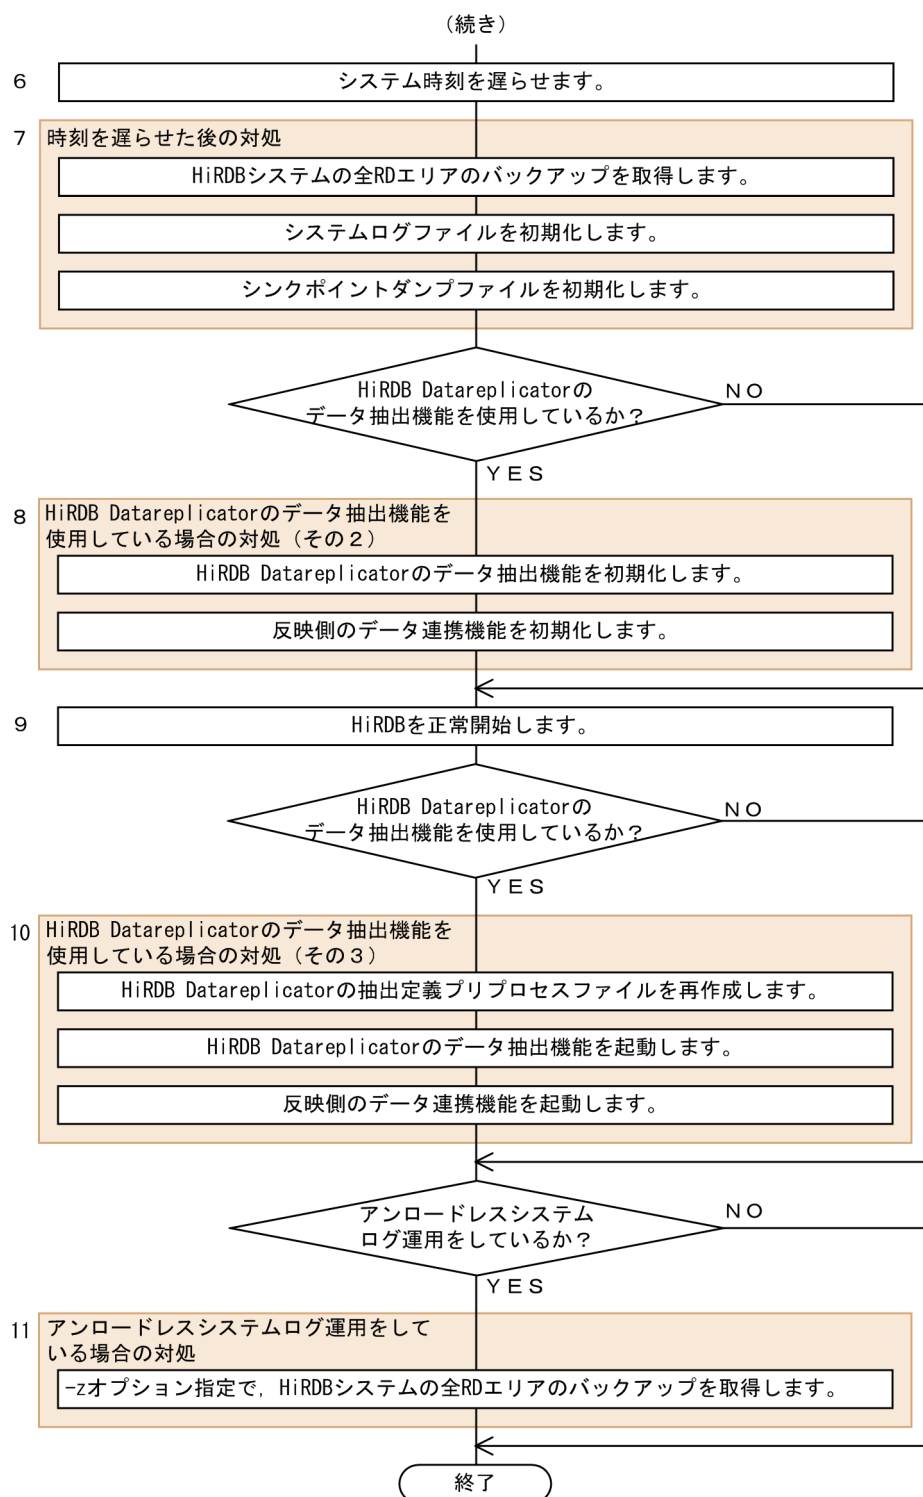 (続き)
6
システム時刻を遅らせます。
7
時刻を遅らせた後の対処
HiRDBシステムの全RDエリアのバックアップを取得します。
システムログファイルを初期化します。
シンクポイントダンプファイルを初期化します。
HiRDB Datareplicatorの
データ抽出機能を使用しているか？
NO
YES
8
HiRDB Datareplicatorのデータ抽出機能を
使用している場合の対処（その２）
HiRDB Datareplicatorのデータ抽出機能を初期化します。
反映側のデータ連携機能を初期化します。
9
HiRDBを正常開始します。
HiRDB Datareplicatorの
データ抽出機能を使用しているか？
NO
YES
10
HiRDB Datareplicatorのデータ抽出機能を
使用している場合の対処（その３）
HiRDB Datareplicatorの抽出定義プリプロセスファイルを再作成します。
HiRDB Datareplicatorのデータ抽出機能を起動します。
反映側のデータ連携機能を起動します。
アンロードレスシステム
ログ運用をしているか？
NO
YES
11
アンロードレスシステムログ運用をして
いる場合の対処
-zオプション指定で，HiRDBシステムの全RDエリアのバックアップを取得します。
終了